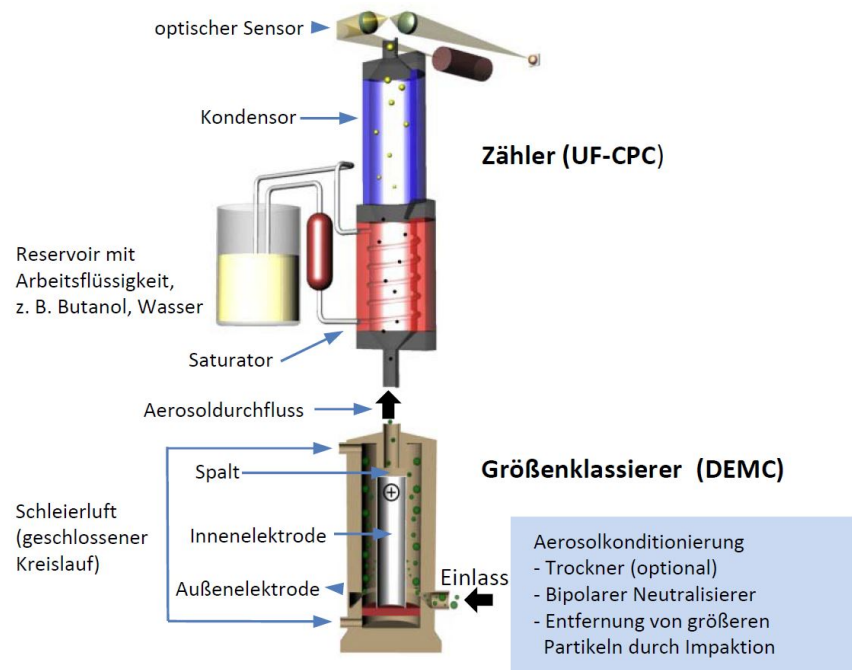 optischer Sensor
Kondensor
Zähler (UF-CPC)
Reservoir mit
Arbeitsflüssigkeit,
z. B. Butanol, Wasser
Saturator
Aerosoldurchfluss
Größenklassierer (DEMC)
Spalt
+
Schleierluft
(geschlossener
Kreislauf)
Innenelektrode
Außenelektrode
Einlass
Aerosolkonditionierung
- Trockner (optional)
- Bipolarer Neutralisierer
- Entfernung von größeren
Partikeln durch Impaktion